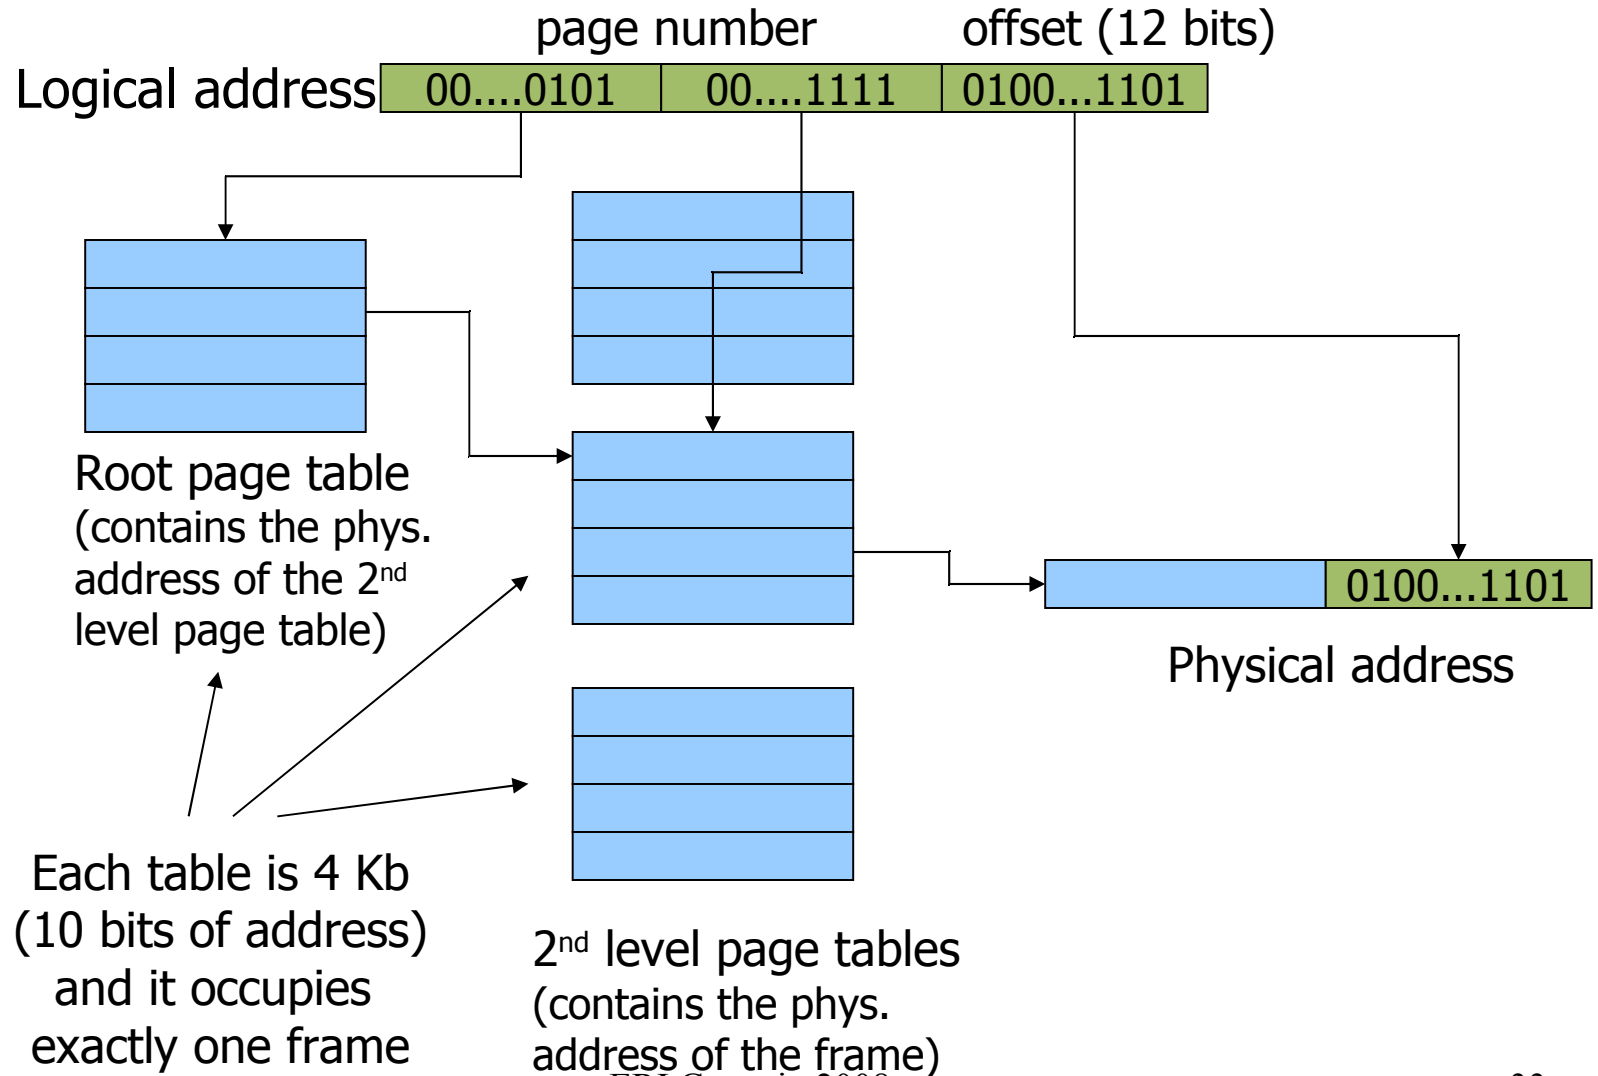 page number offset (12 bits)
Logical address 00....0101 00....1111 0100...1101
Root page table
(contains the phys.
address of the 2nd
level page table)
0100...1101
Physical address
Each table is 4 Kb
(10 bits of address)
and it occupies
exactly one frame
2nd level page tables
(contains the phys.
address of the frame)
2008